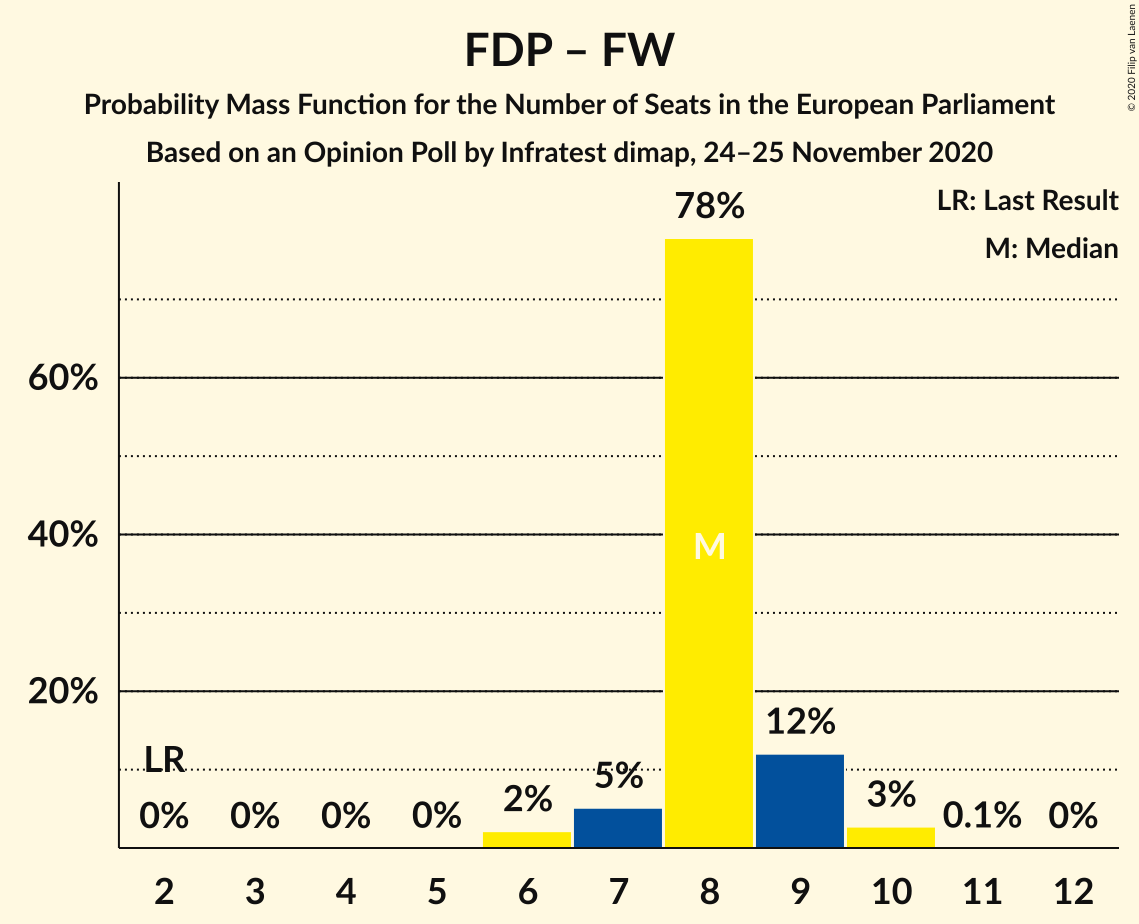 FDP – FW
Probability Mass Function for the Number of Seats in the European Parliament
Based on an Opinion Poll by Infratest dimap, 24–25 November 2020
© 2020 Filip van Laenen
LR: Last Result
M: Median
78%
60%
40%
20%
M
LR
0%
0%
0%
0%
2%
5%
12%
3%
0.1%
0%
2 3 4 5 6 7 8 9 10 11 12